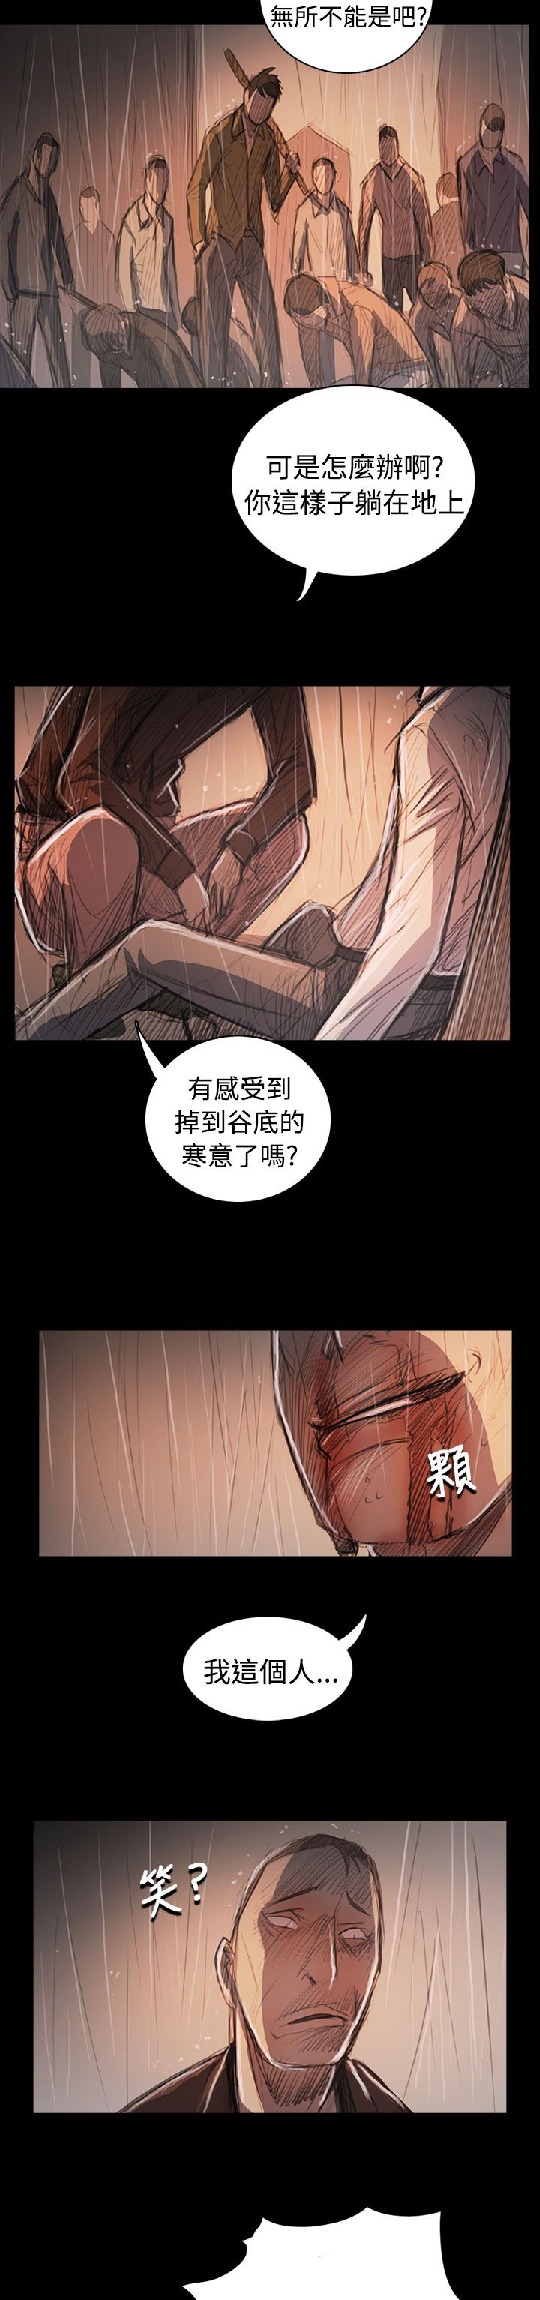 無所不能是吧?
可是怎麼辦啊?
你這樣子躺在地上
有感受到
掉到谷底的
寒意了嗎?
顆
我這個人...
笑?